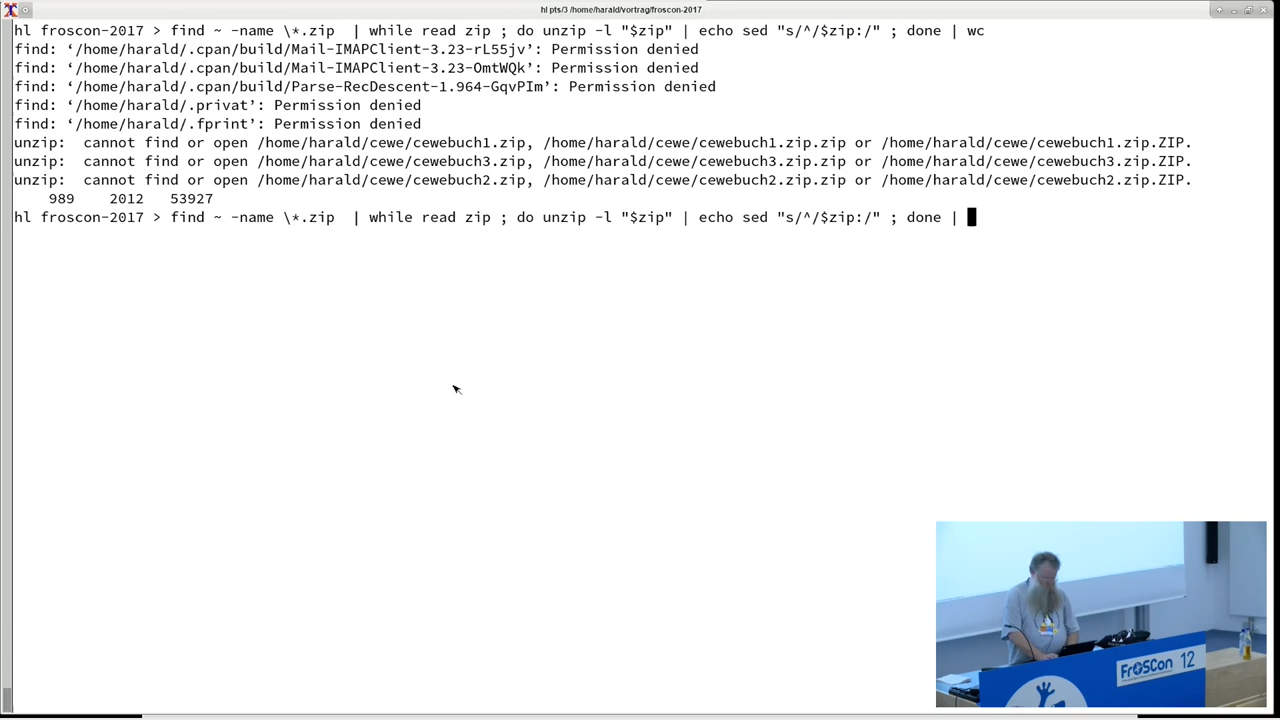 hl pts/3 /home/harald/vortrag/froscon-2017
hl froscon-2017 > find ~ -name \*.zip  | while read zip ; do unzip -l "$zip" | echo sed "s/^/$zip:/" ; done | wc
find: ‘/home/harald/.cpan/build/Mail-IMAPClient-3.23-rL55jv’: Permission denied
find: ‘/home/harald/.cpan/build/Mail-IMAPClient-3.23-OmtWQk’: Permission denied
find: ‘/home/harald/.cpan/build/Parse-RecDescent-1.964-GqvPIm’: Permission denied
find: ‘/home/harald/.privat’: Permission denied
find: ‘/home/harald/.fprint’: Permission denied
unzip:  cannot find or open /home/harald/cewe/cewebuch1.zip, /home/harald/cewe/cewebuch1.zip.zip or /home/harald/cewe/cewebuch1.zip.ZIP.
unzip:  cannot find or open /home/harald/cewe/cewebuch3.zip, /home/harald/cewe/cewebuch3.zip.zip or /home/harald/cewe/cewebuch3.zip.ZIP.
unzip:  cannot find or open /home/harald/cewe/cewebuch2.zip, /home/harald/cewe/cewebuch2.zip.zip or /home/harald/cewe/cewebuch2.zip.ZIP.
    989    2012   53927
hl froscon-2017 > find ~ -name \*.zip  | while read zip ; do unzip -l "$zip" | echo sed "s/^/$zip:/" ; done |
FrOSCon 12